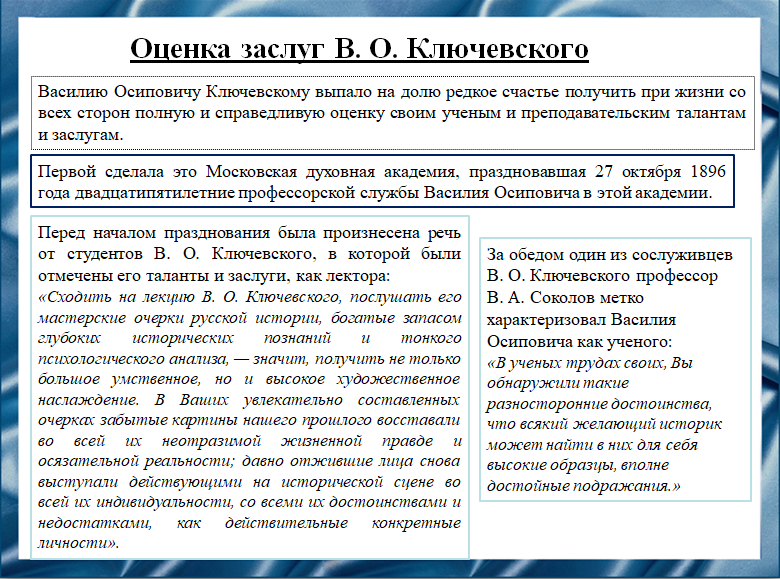 Оценка заслуг В. О. Ключевского
Василию Осиповичу Ключевскому выпало на долю редкое счастье получить при жизни со
всех сторон полную и справедливую оценку своим ученым и преподавательским талантам
и заслугам.
Первой сделала это Московская духовная академия, праздновавшая 27 октября 1896
года двадцатипятилетние профессорской службы Василия Осиповича в этой академии.
Перед началом празднования была произнесена речь
от студентов В. О. Ключевского, в которой были
отмечены его таланты и заслуги, как лектора:
«Сходить на лекцию В. О. Ключевского, послушать его
мастерские очерки русской истории, богатые запасом
глубоких исторических познаний и тонкого
психологического анализа, — значит, получить не только
большое умственное, но и высокое художественное
наслаждение. В Ваших увлекательно составленных
очерках забытые картины нашего прошлого восставали
во всей их неотразимой жизненной правде и
осязательной реальности; давно отжившие лица снова
выступали действующими на исторической сцене во
всей их индивидуальности, со всеми их достоинствами и
недостатками, как действительные конкретные
личности».
За обедом один из сослуживцев
В. О. Ключевского профессор
В. А. Соколов метко
характеризовал Василия
Осиповича как ученого:
«В ученых трудах своих, Вы
обнаружили такие
разносторонние достоинства,
что всякий желающий историк
может найти в них для себя
высокие образцы, вполне
достойные подражания.»